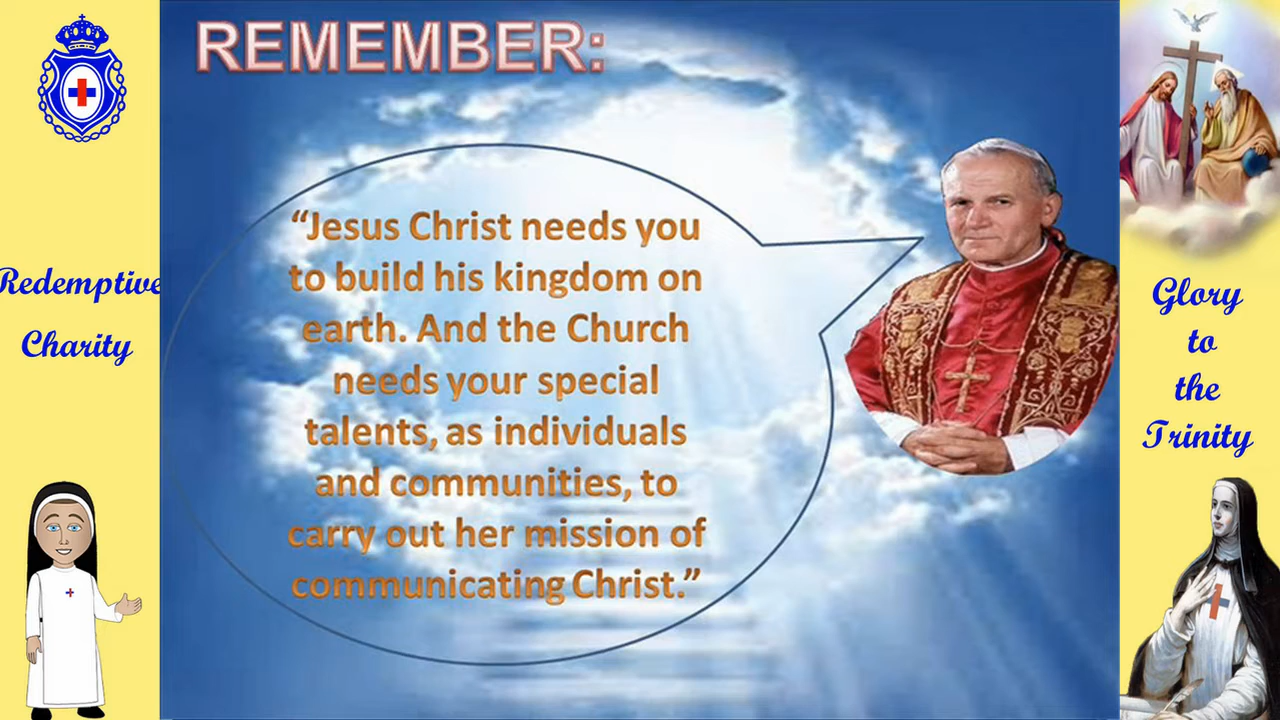 REMEMBER:
“Jesus Christ needs you
to build his kingdom on
earth. And the Church
needs your special
talents, as individuals
and communities, to
carry out her mission of
communicating Christ.”
Redemptive
Charity
Glory
to
the
Trinity